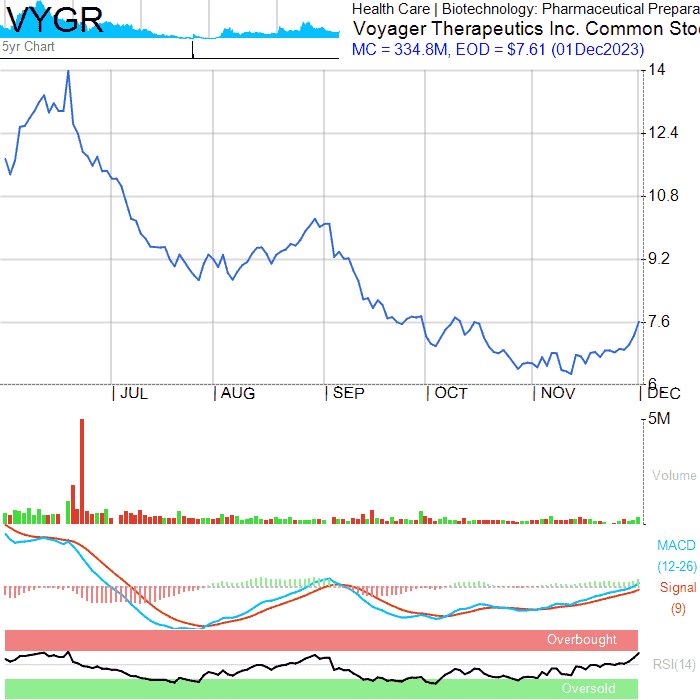 VYGR
Health Care | Biotechnology: Pharmaceutical Prepara
Voyager Therapeutics Inc. Common Sto
5yr Chart
MC = 334.8M, EOD = $7.61 (01Dec2023)
14
12.4
10.8
9.2
7.6
6
JUL AUG SEP OCT NOV DEC
5M
Volume
MACD
(12-26)
Signal
(9)
Overbought
RSI(14)
Oversold